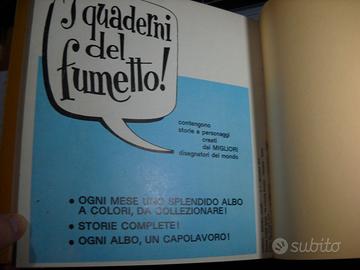 I quaderni
del
fumetto!
contengono
storie e personaggi
creati
dai MIGLIORI
disegnatori del mondo
• OGNI MESE UNO SPLENDIDO ALBO
A COLORI, DA COLLEZIONARE!
• STORIE COMPLETE!
• OGNI ALBO, UN CAPOLAVORO!
subito